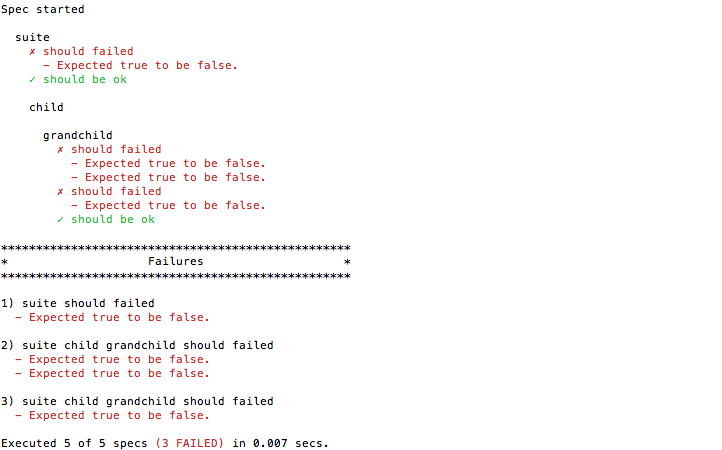 Spec started
suite
✗ should failed
- Expected true to be false.
✓ should be ok
child
grandchild
✗ should failed
- Expected true to be false.
- Expected true to be false.
✗ should failed
- Expected true to be false.
✓ should be ok
**************************************************
* Failures *
**************************************************
1) suite should failed
- Expected true to be false.
2) suite child grandchild should failed
- Expected true to be false.
- Expected true to be false.
3) suite child grandchild should failed
- Expected true to be false.
Executed 5 of 5 specs (3 FAILED) in 0.007 secs.